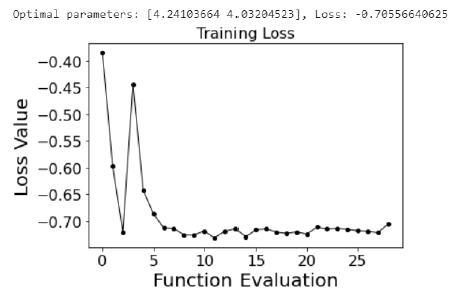 Optimal parameters: [4.24103664 4.03204523], Loss: -0.70556640625
Training Loss
Loss Value
−0.40
−0.45
−0.50
−0.55
−0.60
−0.65
−0.70
0 5 10 15 20 25
Function Evaluation